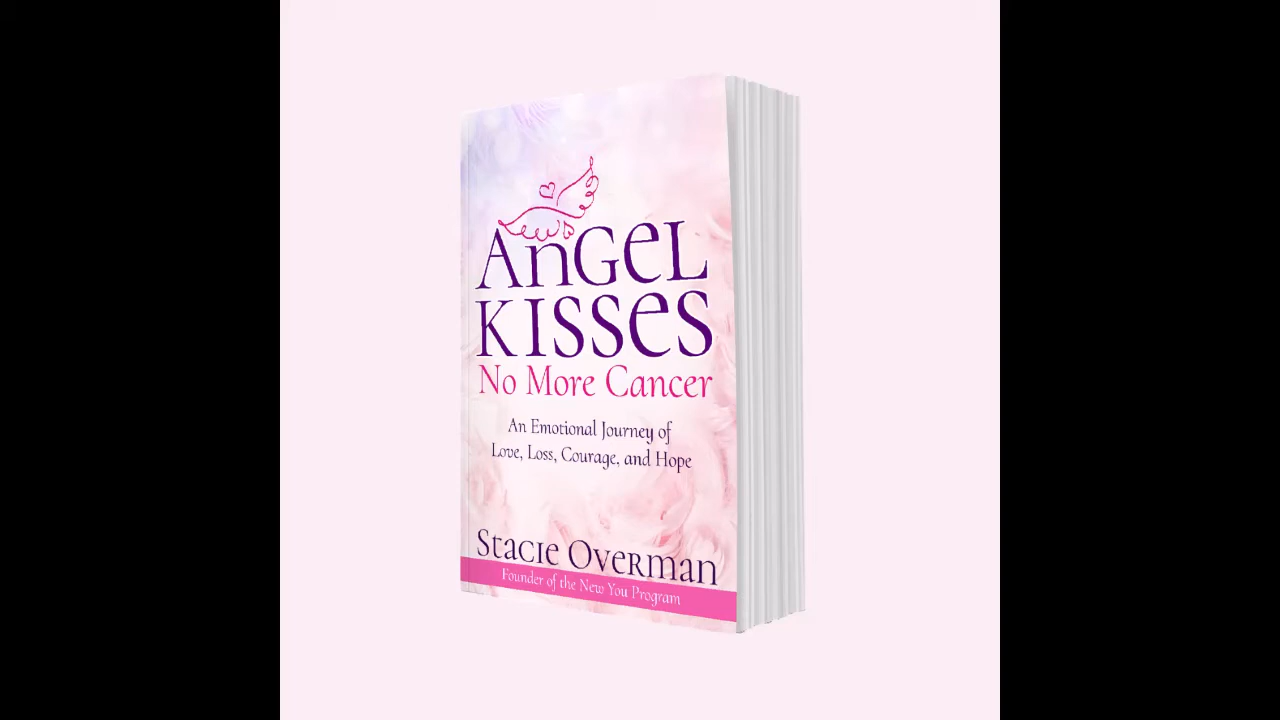 AnGeL
KISSeS
No More Cancer
An Emotional Journey of
Love, Loss, Courage, and Hope
Stacie Overman
Founder of the New You Program